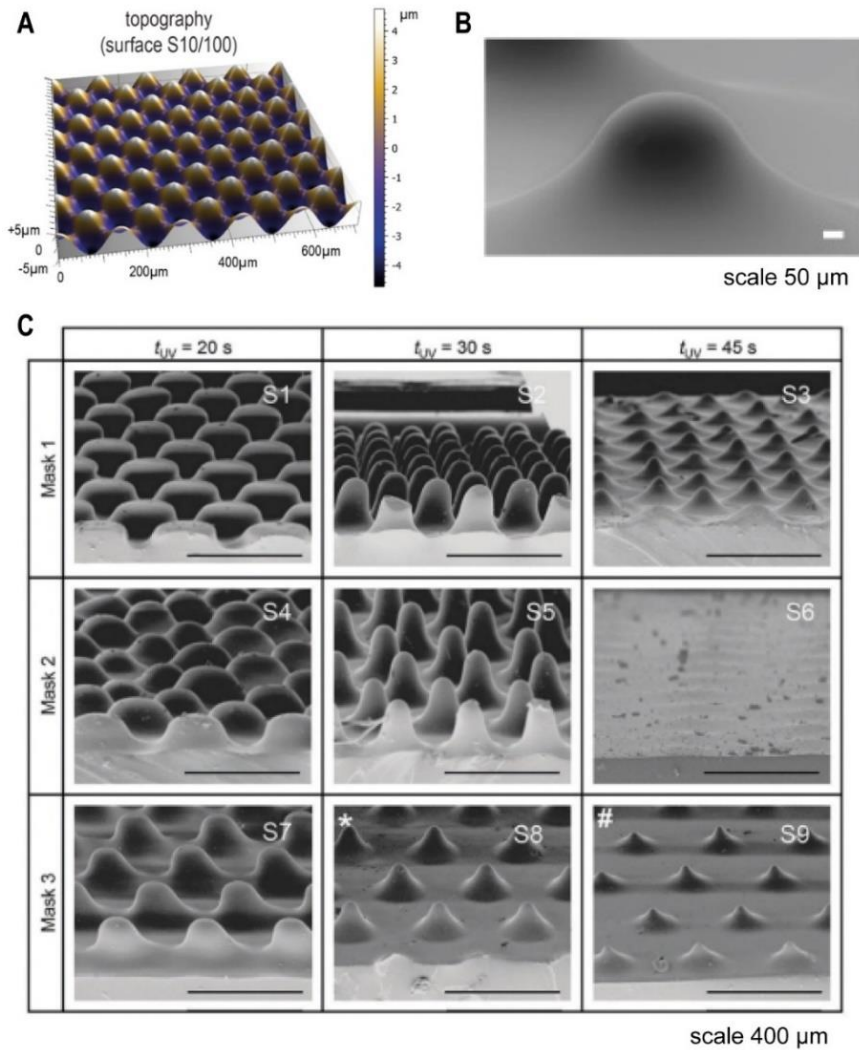 A
topography
(surface S10/100)
µm
4
3
2
1
0
-1
-2
-3
-4
+5µm
0
-5µm
0
200µm
400µm
600µm
B
scale 50 µm
C
tUV = 20 s
tUV = 30 s
tUV = 45 s
Mask 1
S1
S2
S3
Mask 2
S4
S5
S6
Mask 3
S7
* S8
# S9
scale 400 µm